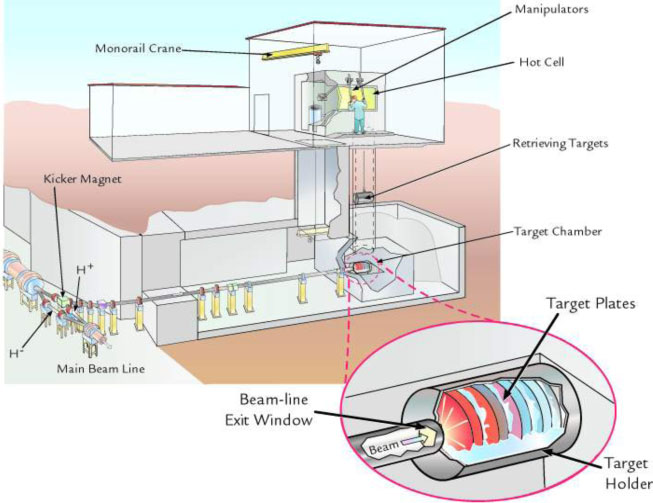 Manipulators
Monorail Crane
Hot Cell
Retrieving Targets
Kicker Magnet
Target Chamber
H+
H-
Main Beam Line
Target Plates
Beam-line
Exit Window
Beam
Target
Holder